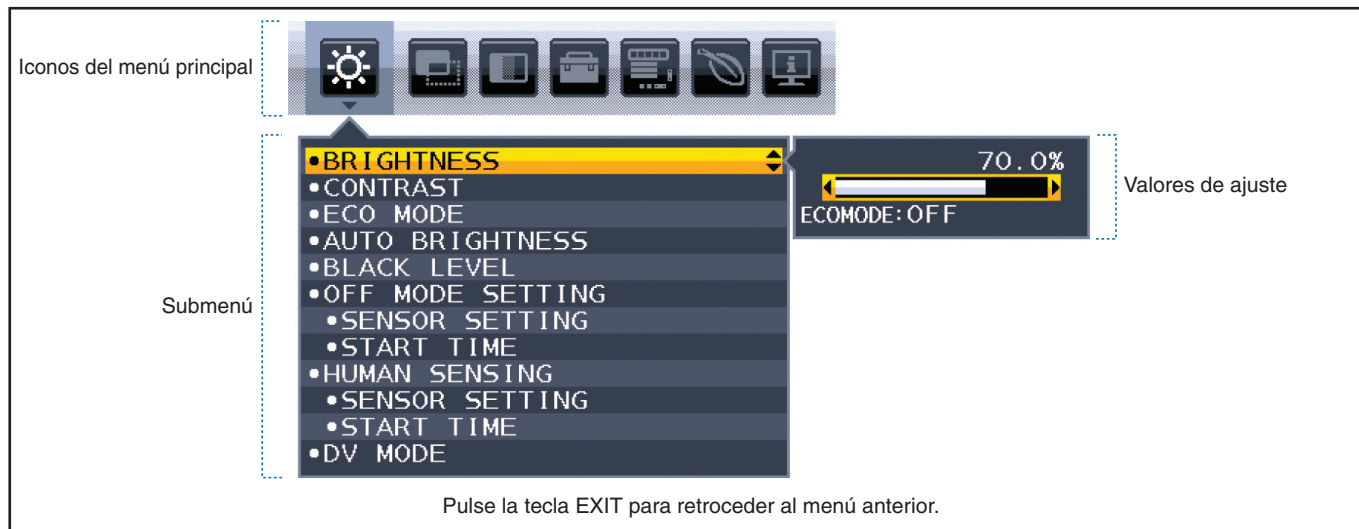 Iconos del menú principal
•BRIGHTNESS
•CONTRAST
•ECO MODE
•AUTO BRIGHTNESS
•BLACK LEVEL
•OFF MODE SETTING
•SENSOR SETTING
•START TIME
•HUMAN SENSING
•SENSOR SETTING
•START TIME
•DV MODE
70.0%
ECOMODE:OFF
Valores de ajuste
Submenú
Pulse la tecla EXIT para retroceder al menú anterior.